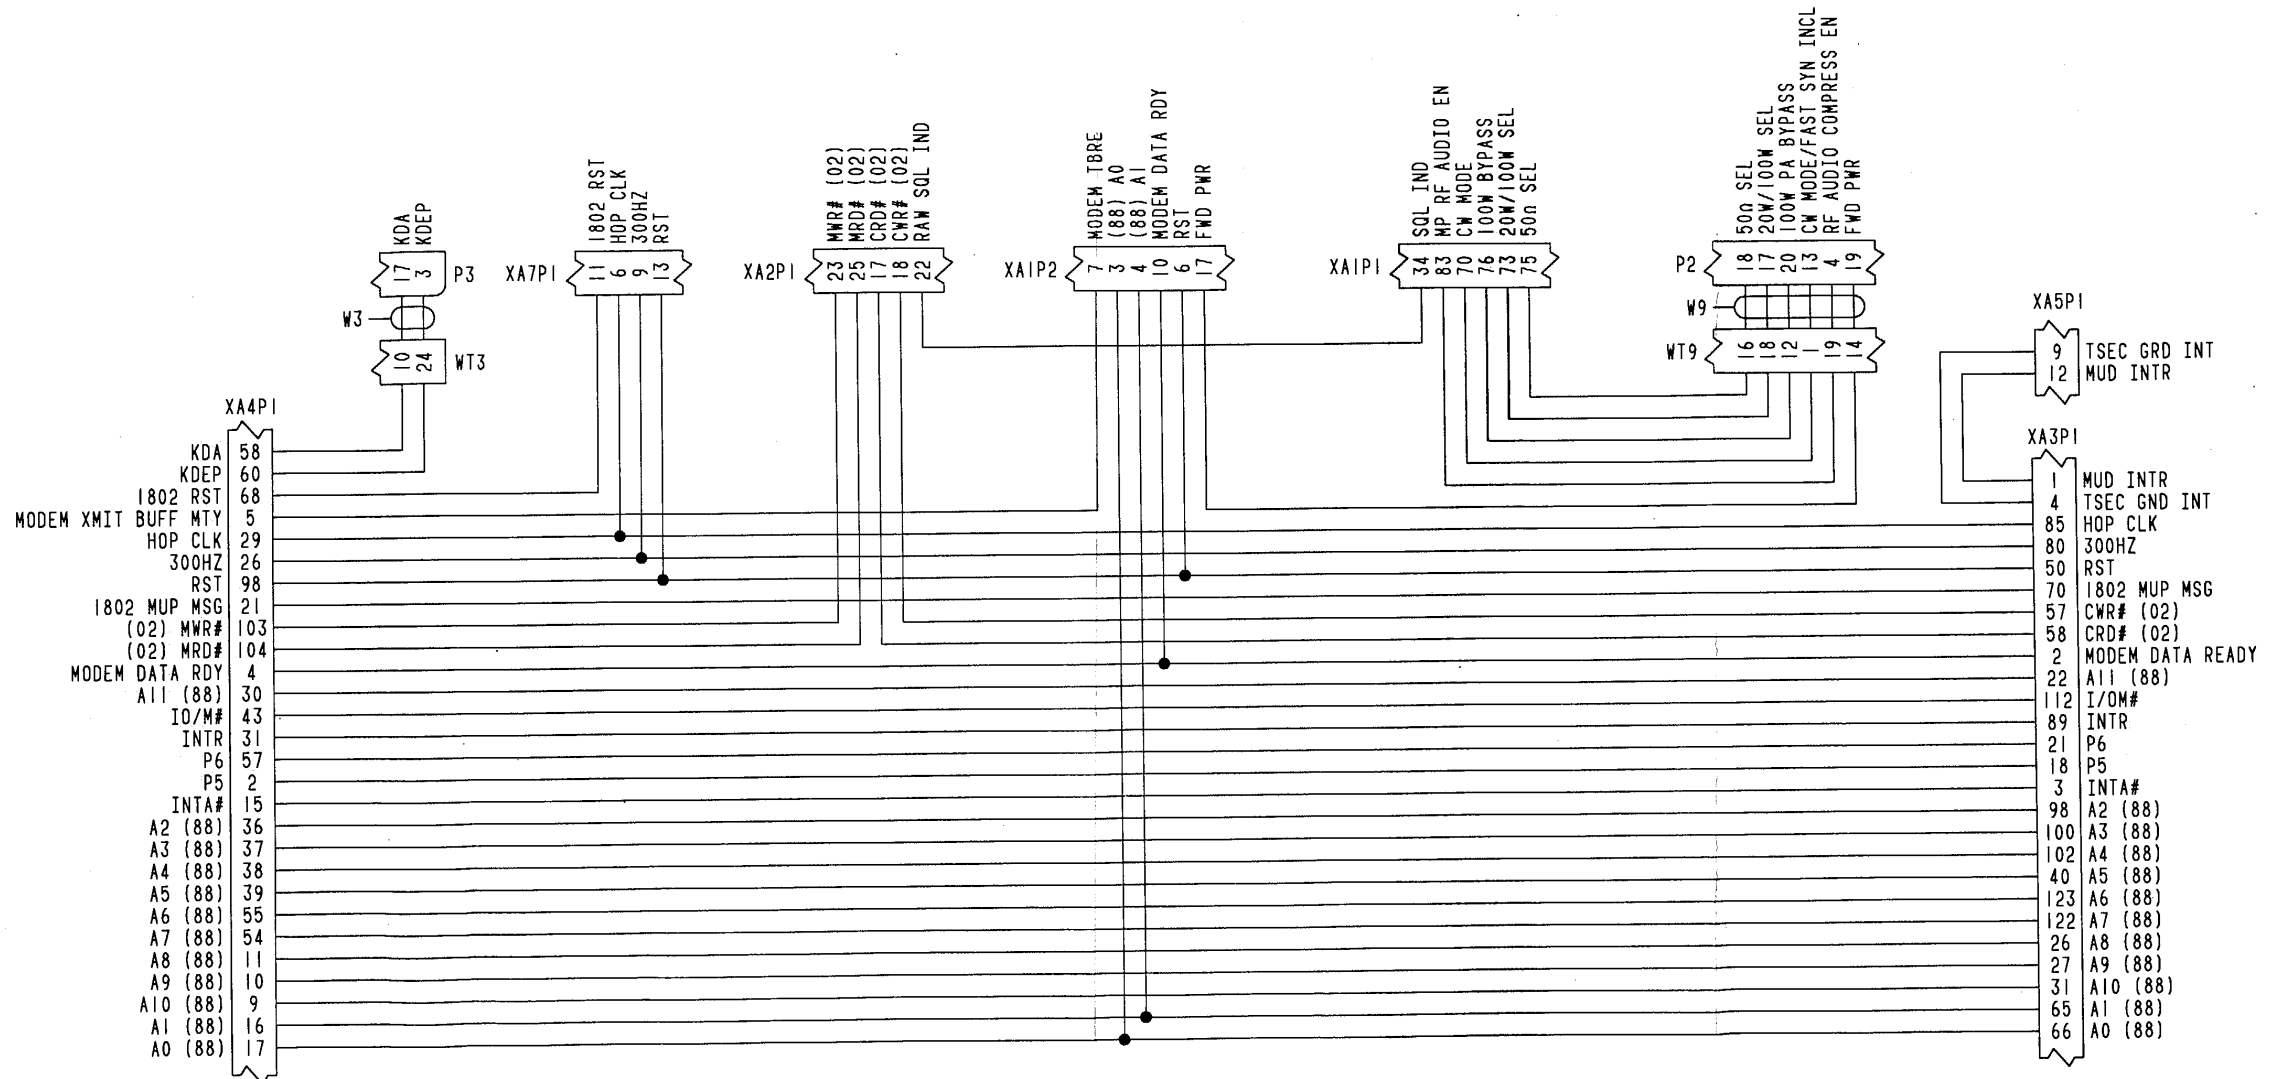 KDA
KDEP
17 3 P3
W3
10 24 WT3
1802 RST
HOP CLK
300HZ
RST
XA7P1 11 6 9 13
MWR# (02)
MRD# (02)
CRD# (02)
CWR# (02)
RAW SQL IND
XA2P1 23 25 17 18 22
MODEM TBRE
(88) A0
(88) A1
MODEM DATA RDY
RST
FWD PWR
XA1P2 7 3 4 10 6 17
SQL IND
MP RF AUDIO EN
CW MODE
100W BYPASS
20W/100W SEL
50Ω SEL
XA1P1 34 83 70 76 73 75
50Ω SEL
20W/100W SEL
100W PA BYPASS
CW MODE/FAST SYN INCL
RF AUDIO COMPRESS EN
FWD PWR
P2 18 17 20 13 4 19
W9
WT9 16 18 12 1 19 14
XA5P1
9 TSEC GRD INT
12 MUD INTR
XA4P1
KDA 58
KDEP 60
1802 RST 68
MODEM XMIT BUFF MTY 5
HOP CLK 29
300HZ 26
RST 98
1802 MUP MSG 21
(02) MWR# 103
(02) MRD# 104
MODEM DATA RDY 4
A11 (88) 30
IO/M# 43
INTR 31
P6 57
P5 2
INTA# 15
A2 (88) 36
A3 (88) 37
A4 (88) 38
A5 (88) 39
A6 (88) 55
A7 (88) 54
A8 (88) 11
A9 (88) 10
A10 (88) 9
A1 (88) 16
A0 (88) 17
XA3P1
1 MUD INTR
4 TSEC GND INT
85 HOP CLK
80 300HZ
50 RST
70 1802 MUP MSG
57 CWR# (02)
58 CRD# (02)
2 MODEM DATA READY
22 A11 (88)
112 I/OM#
89 INTR
21 P6
18 P5
3 INTA#
98 A2 (88)
100 A3 (88)
102 A4 (88)
40 A5 (88)
123 A6 (88)
122 A7 (88)
26 A8 (88)
27 A9 (88)
31 A10 (88)
65 A1 (88)
66 A0 (88)